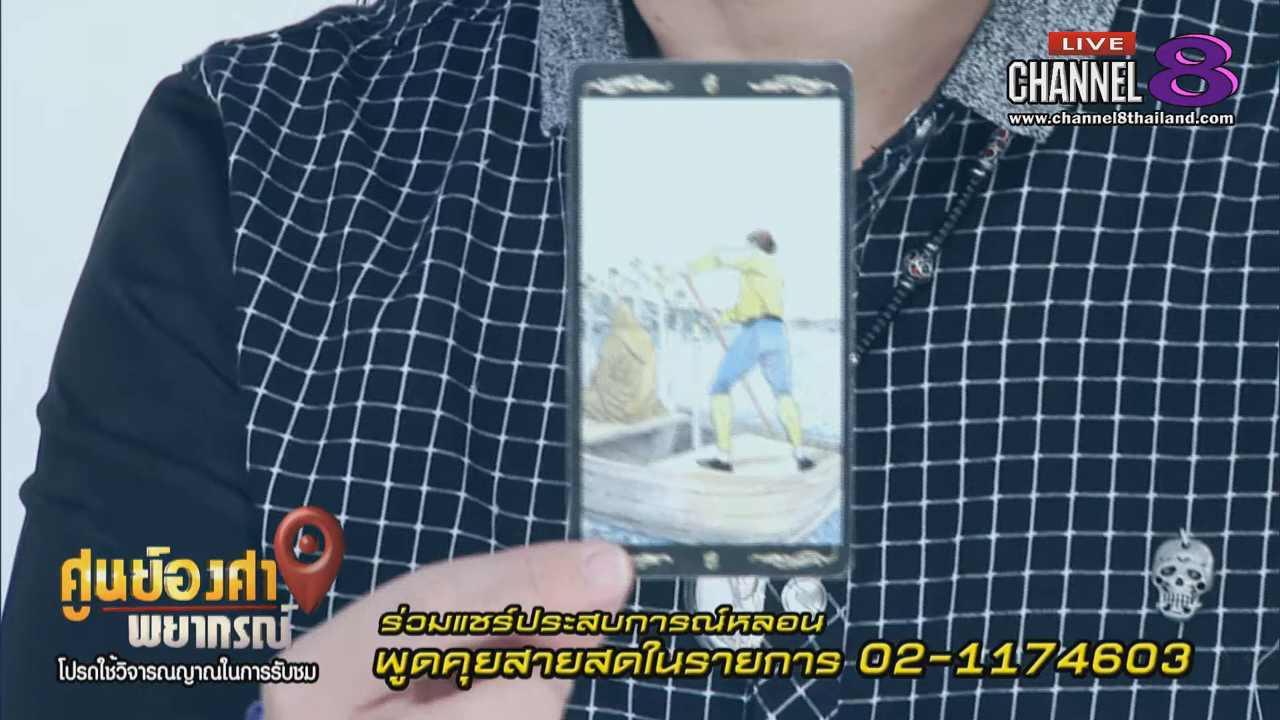 LIVE
CHANNEL 8
www.channel8thailand.com
ศูนย์องศา
พยากรณ์
โปรดใช้วิจารณญาณในการรับชม
ร่วมแชร์ประสบการณ์หลอน
พูดคุยสายสดในรายการ 02-1174603